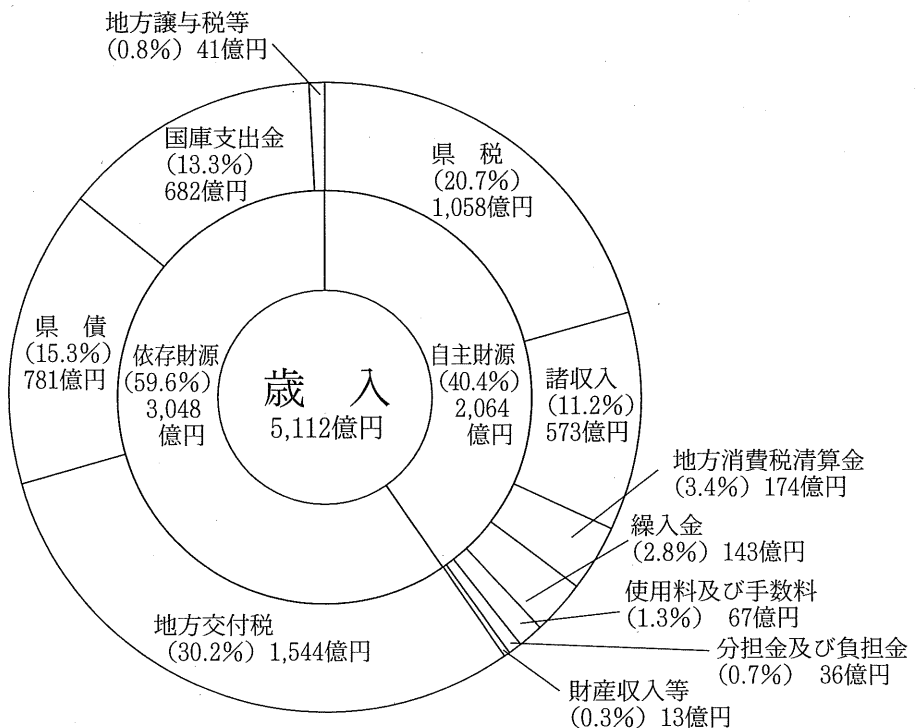 地方譲与税等
(0.8%) 41億円
国庫支出金
(13.3%)
682億円
県　税
(20.7%)
1,058億円
県　債
(15.3%)
781億円
依存財源
(59.6%)
3,048
億円
歳　入
5,112億円
自主財源
(40.4%)
2,064
億円
諸収入
(11.2%)
573億円
地方消費税清算金
(3.4%) 174億円
繰入金
(2.8%) 143億円
使用料及び手数料
(1.3%) 67億円
分担金及び負担金
(0.7%) 36億円
財産収入等
(0.3%) 13億円
地方交付税
(30.2%) 1,544億円